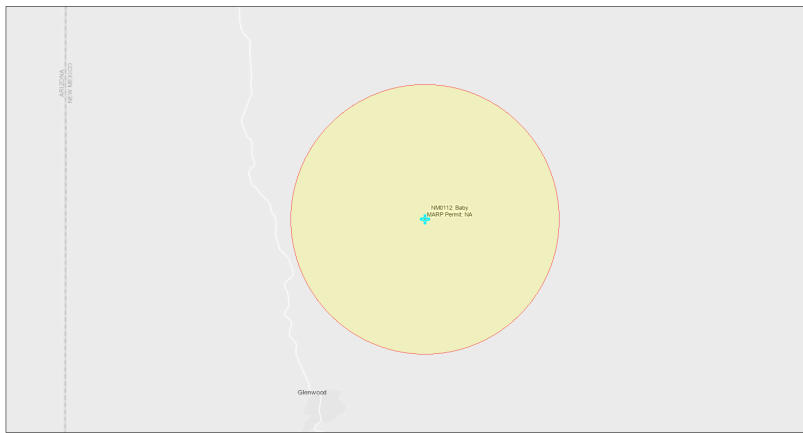 ARIZONA
NEW MEXICO
NM0112: Baby
MARP Permit: NA
Glenwood